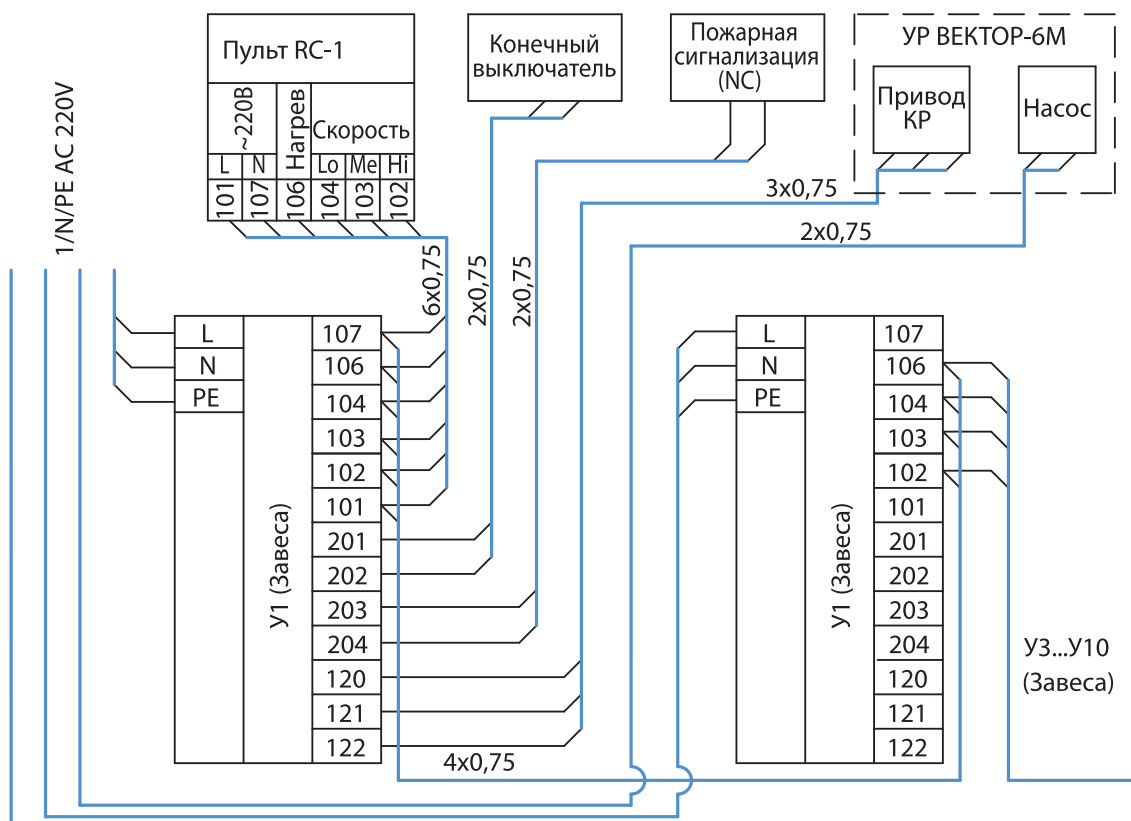 Пульт RC-1
~220В
Нагрев
Скорость
L
N
Lo
Me
Hi
101
107
106
104
103
102
Конечный
выключатель
Пожарная
сигнализация
(NC)
УР ВЕКТОР-6М
Привод
КР
Насос
1/N/PE AC 220V
3x0,75
2x0,75
6x0,75
2x0,75
2x0,75
L
N
PE
У1 (Завеса)
107
106
104
103
102
101
201
202
203
204
120
121
122
4x0,75
L
N
PE
У1 (Завеса)
107
106
104
103
102
101
201
202
203
204
120
121
122
У3...У10
(Завеса)